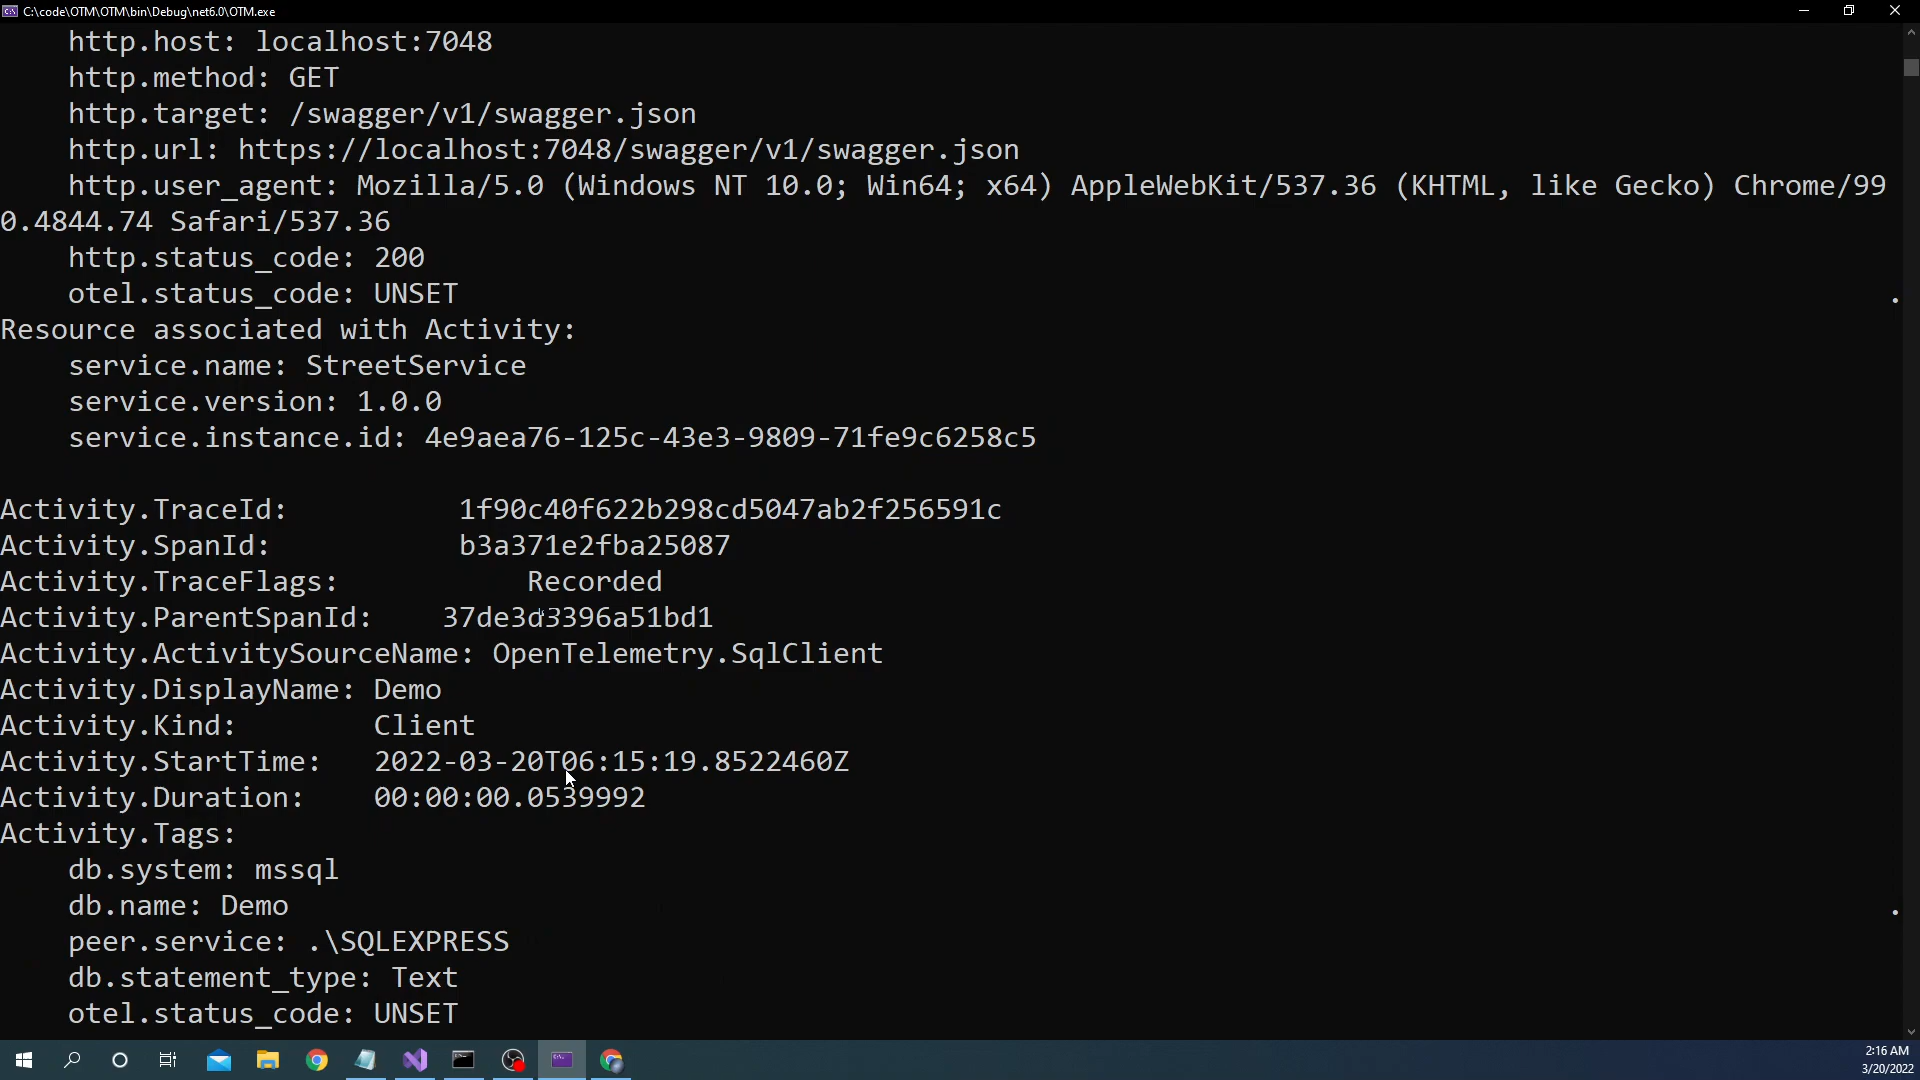 C:\code\OTM\OTM\bin\Debug\net6.0\OTM.exe
http.host: localhost:7048
http.method: GET
http.target: /swagger/v1/swagger.json
http.url: https://localhost:7048/swagger/v1/swagger.json
http.user_agent: Mozilla/5.0 (Windows NT 10.0; Win64; x64) AppleWebKit/537.36 (KHTML, like Gecko) Chrome/99
0.4844.74 Safari/537.36
http.status_code: 200
otel.status_code: UNSET
Resource associated with Activity:
service.name: StreetService
service.version: 1.0.0
service.instance.id: 4e9aea76-125c-43e3-9809-71fe9c6258c5
Activity.TraceId: 1f90c40f622b298cd5047ab2f256591c
Activity.SpanId: b3a371e2fba25087
Activity.TraceFlags: Recorded
Activity.ParentSpanId: 37de3d3396a51bd1
Activity.ActivitySourceName: OpenTelemetry.SqlClient
Activity.DisplayName: Demo
Activity.Kind: Client
Activity.StartTime: 2022-03-20T06:15:19.8522460Z
Activity.Duration: 00:00:00.0539992
Activity.Tags:
db.system: mssql
db.name: Demo
peer.service: .\SQLEXPRESS
db.statement_type: Text
otel.status_code: UNSET
2:16 AM
3/20/2022